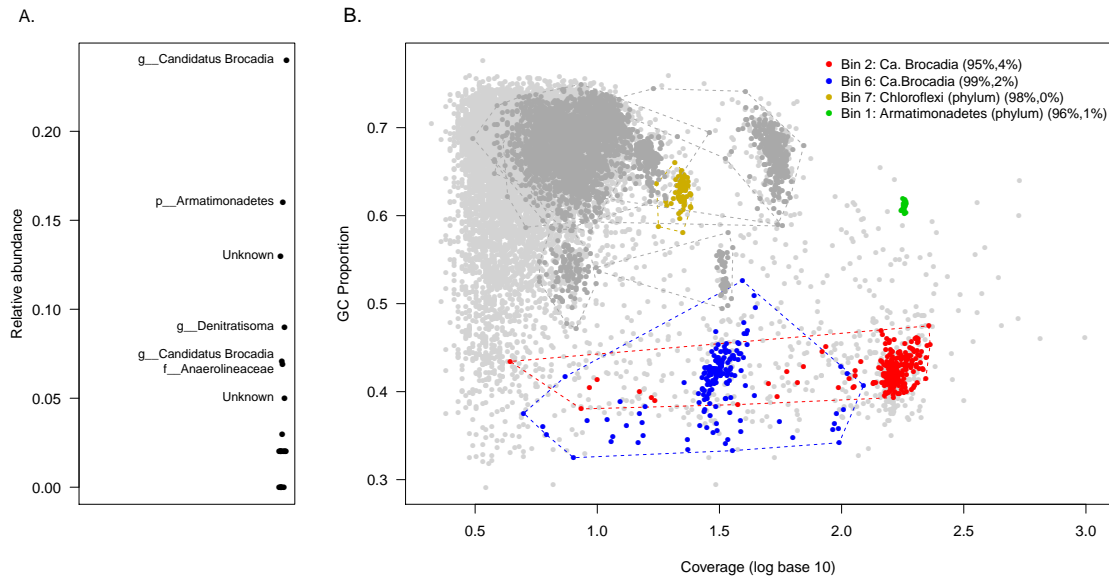 A.
Relative abundance
0.20
0.15
0.10
0.05
0.00
g__Candidatus Brocadia
p__Armatimonadetes
Unknown
g__Denitratisoma
g__Candidatus Brocadia
f__Anaerolineaceae
Unknown
B.
GC Proportion
0.7
0.6
0.5
0.4
0.3
Bin 2: Ca. Brocadia (95%,4%)
Bin 6: Ca.Brocadia (99%,2%)
Bin 7: Chloroflexi (phylum) (98%,0%)
Bin 1: Armatimonadetes (phylum) (96%,1%)
0.5 1.0 1.5 2.0 2.5 3.0
Coverage (log base 10)